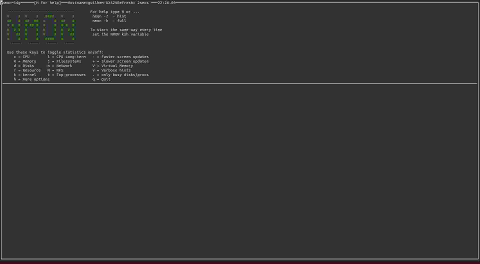 For help type H or ...
nmon -? - hint
nmon -h - full
To start the same way every time
set the NMON ksh variable
Use these keys to toggle statistics on/off:
c = CPU l = CPU Long-term - = Faster screen updates
m = Memory j = Filesystems + = Slower screen updates
d = Disks n = Network V = Virtual Memory
r = Resource N = NFS v = Verbose hints
k = kernel t = Top-processes . = only busy disks/procs
h = more options q = Quit